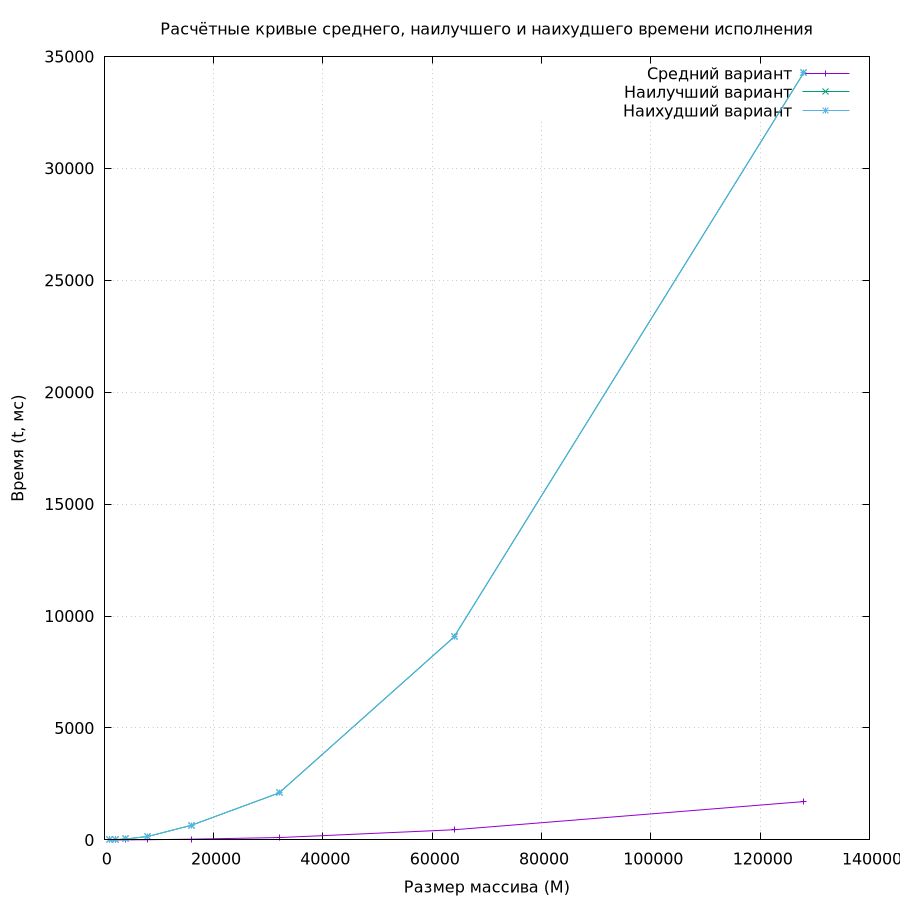 Расчётные кривые среднего, наилучшего и наихудшего времени исполнения
35000
30000
25000
20000
15000
10000
5000
0
Время (t, мс)
Средний вариант
Наилучший вариант
Наихудший вариант
0 20000 40000 60000 80000 100000 120000 140000
Размер массива (M)